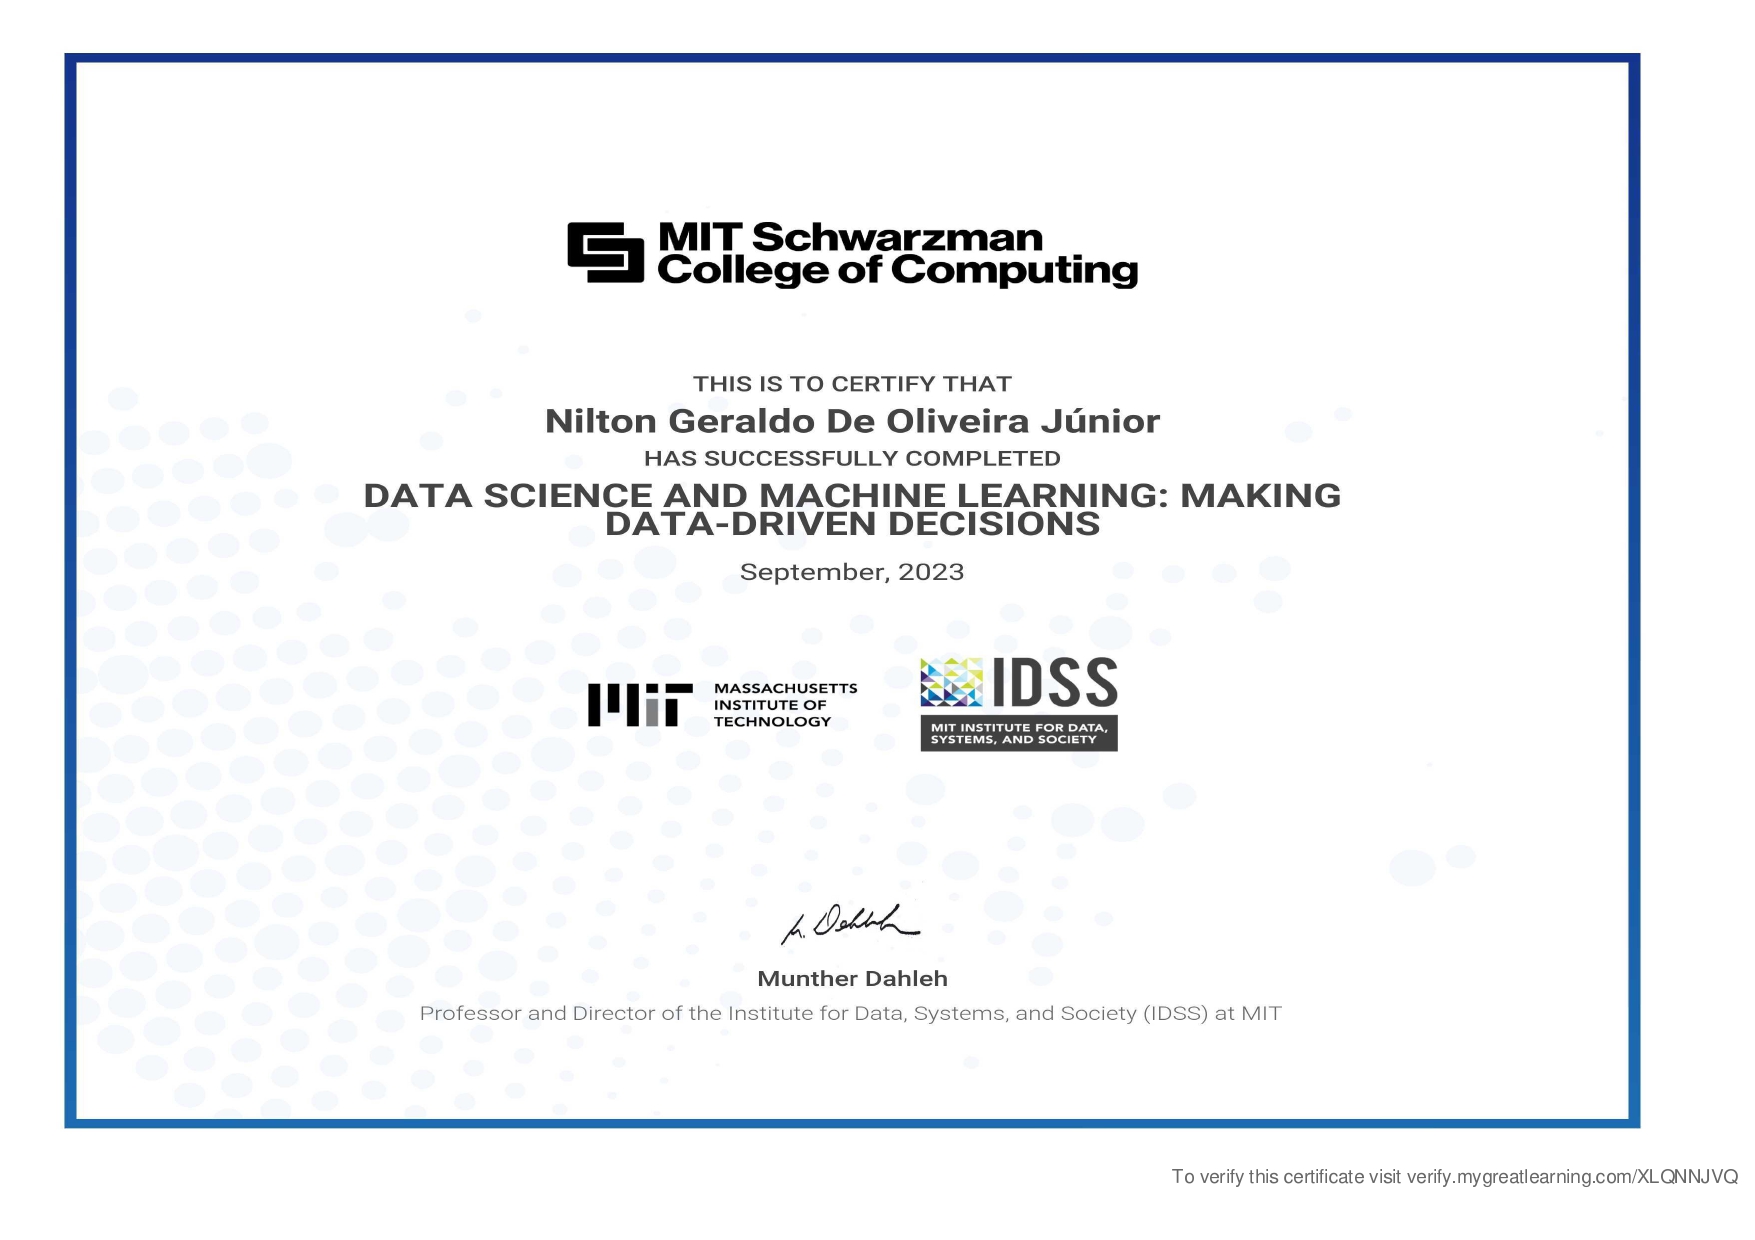 MIT Schwarzman
College of Computing
THIS IS TO CERTIFY THAT
Nilton Geraldo De Oliveira Júnior
HAS SUCCESSFULLY COMPLETED
DATA SCIENCE AND MACHINE LEARNING: MAKING
DATA-DRIVEN DECISIONS
September, 2023
MIT
MASSACHUSETTS
INSTITUTE OF
TECHNOLOGY
IDSS
MIT INSTITUTE FOR DATA,
SYSTEMS, AND SOCIETY
Munther Dahleh
Professor and Director of the Institute for Data, Systems, and Society (IDSS) at MIT
To verify this certificate visit verify.mygreatlearning.com/XLQNNJVQ